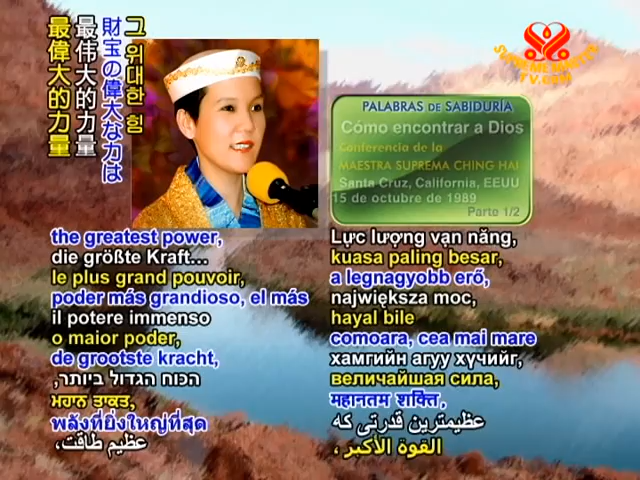 그 위대한 힘
財宝の偉大な力は
最伟大的力量
最偉大的力量
SUPREME MASTER
TV.com
PALABRAS DE SABIDURÍA
Cómo encontrar a Dios
Conferencia de la
MAESTRA SUPREMA CHING HAI
Santa Cruz, California, EEUU
15 de octubre de 1989
Parte 1/2
the greatest power,
die größte Kraft...
le plus grand pouvoir,
poder más grandioso, el más
il potere immenso
o maior poder,
de grootste kracht,
הכוח הגדול ביותר,
ਮਹਾਨ ਤਾਕਤ,
พลังที่ยิ่งใหญ่ที่สุด
عظیم طاقت،
Lực lượng vạn năng,
kuasa paling besar,
a legnagyobb erő,
największa moc,
hayal bile
comoara, cea mai mare
хамгийн агуу хүчийг,
величайшая сила,
महानतम शक्ति,
عظیمترین قدرتی که
القوة الأكبر ،